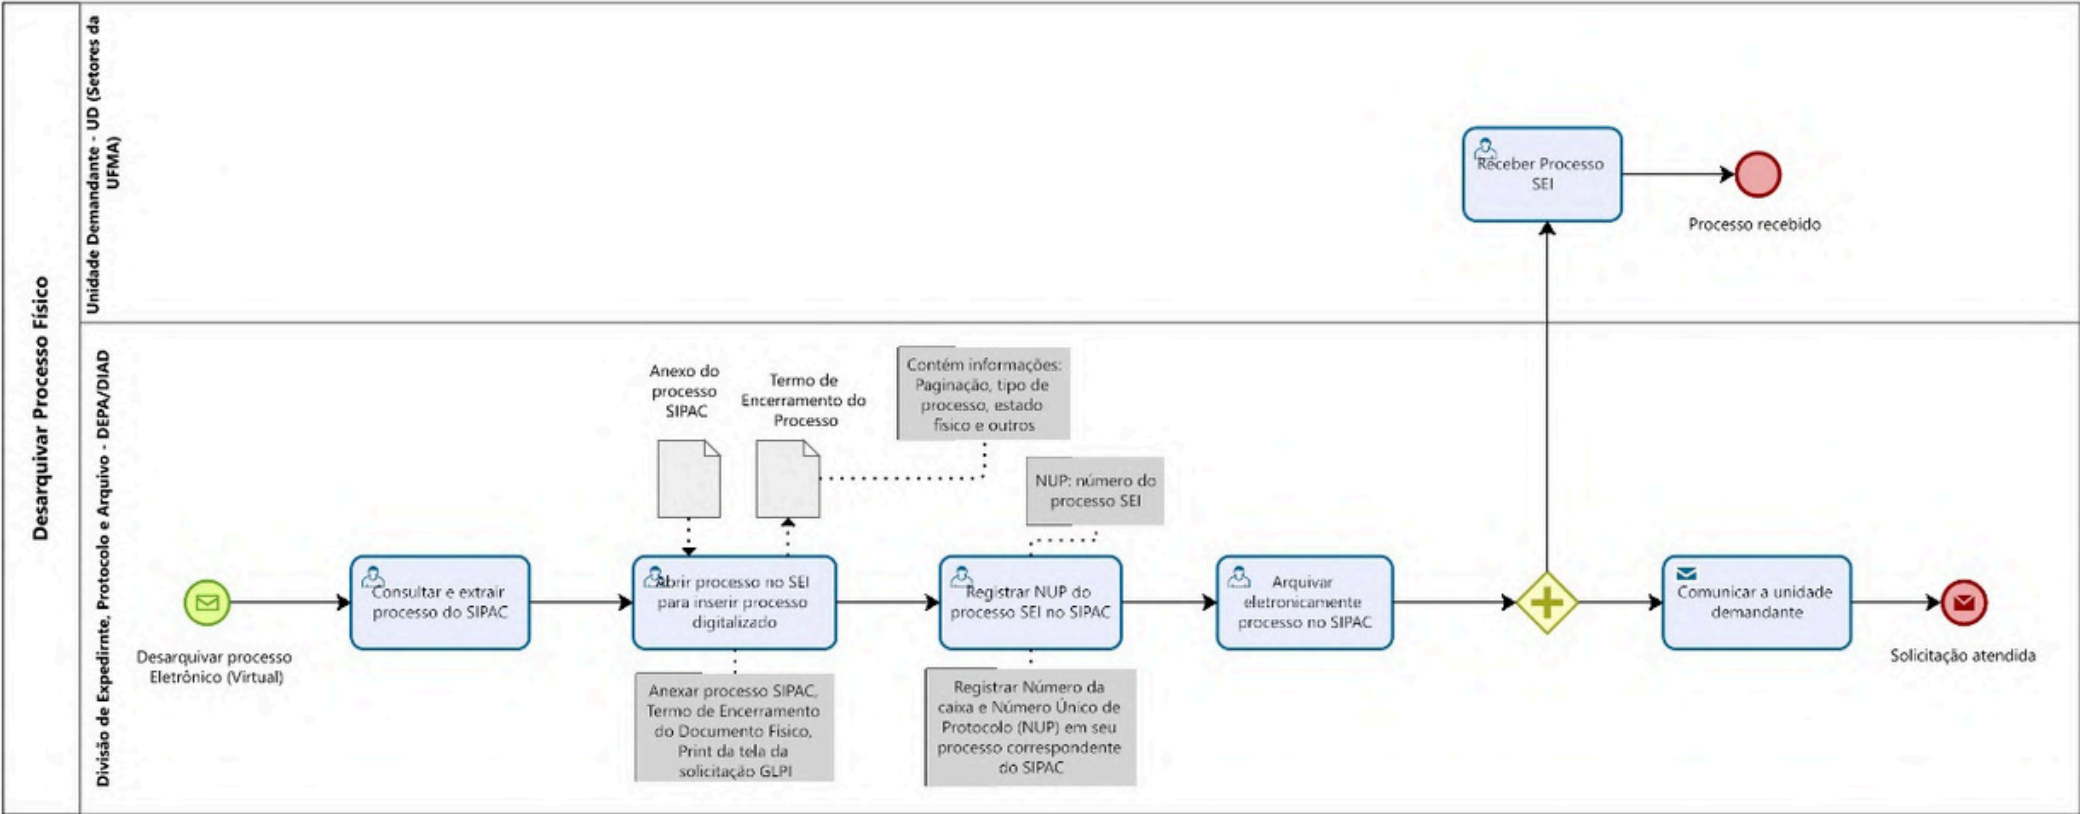 Desarquivar Processo Físico
Unidade Demandante - UD (Setores da
UFMA)
Receber Processo
SEI
Processo recebido
Divisão de Expedirnte, Protocolo e Arquivo - DEPA/DIAD
Desarquivar processo
Eletrônico (Virtual)
Consultar e extrair
processo do SIPAC
Anexo do
processo
SIPAC
Termo de
Encerramento do
Processo
Contém informações:
Paginação, tipo de
processo, estado
físico e outros
Abrir processo no SEI
para inserir processo
digitalizado
Anexar processo SIPAC,
Termo de Encerramento
do Documento Físico,
Print da tela da
solicitação GLPI
NUP: número do
processo SEI
Registrar NUP do
processo SEI no SIPAC
Registrar Número da
caixa e Número Único de
Protocolo (NUP) em seu
processo correspondente
do SIPAC
Arquivar
eletronicamente
processo no SIPAC
Comunicar a unidade
demandante
Solicitação atendida